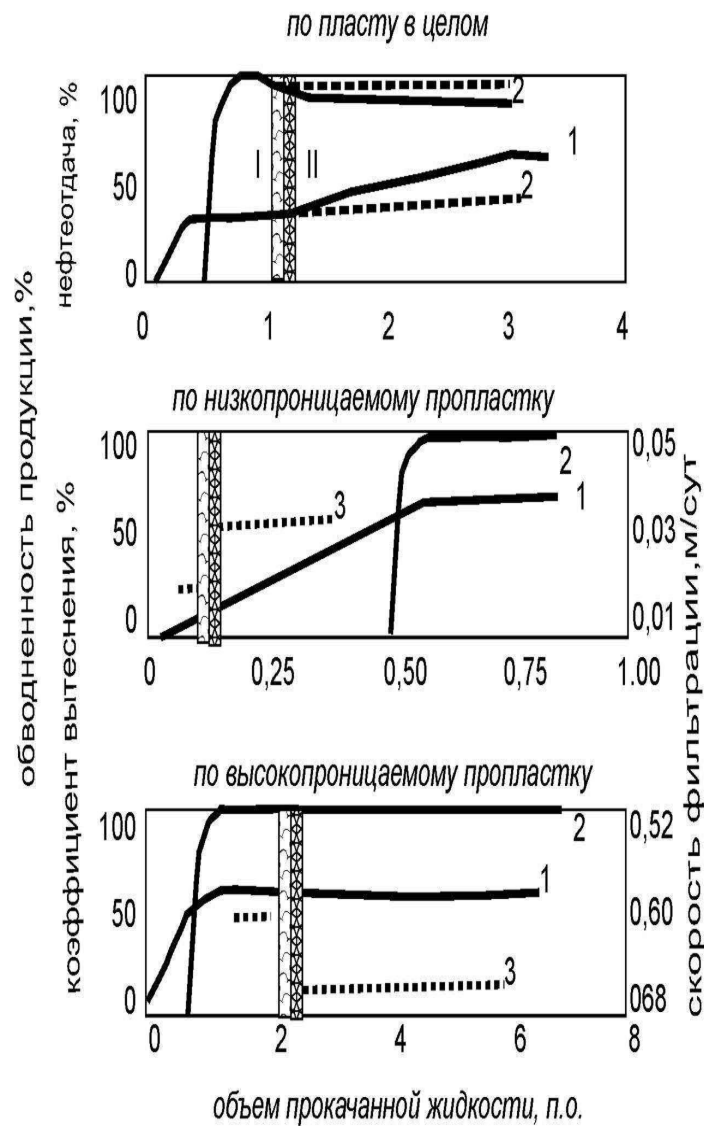 по пласту в целом
нефтеотдача, %
100
50
0
I
II
2
1
2
0 1 2 3 4
обводненность продукции,%
коэффициент вытеснения, %
скорость фильтрации,м/сут
по низкопроницаемому пропластку
100
50
0
3
2
1
0,05
0,03
0,01
0 0,25 0,50 0,75 1.00
по высокопроницаемому пропластку
100
50
0
2
1
3
0,52
0,60
068
0 2 4 6 8
объем прокачанной жидкости, п.о.